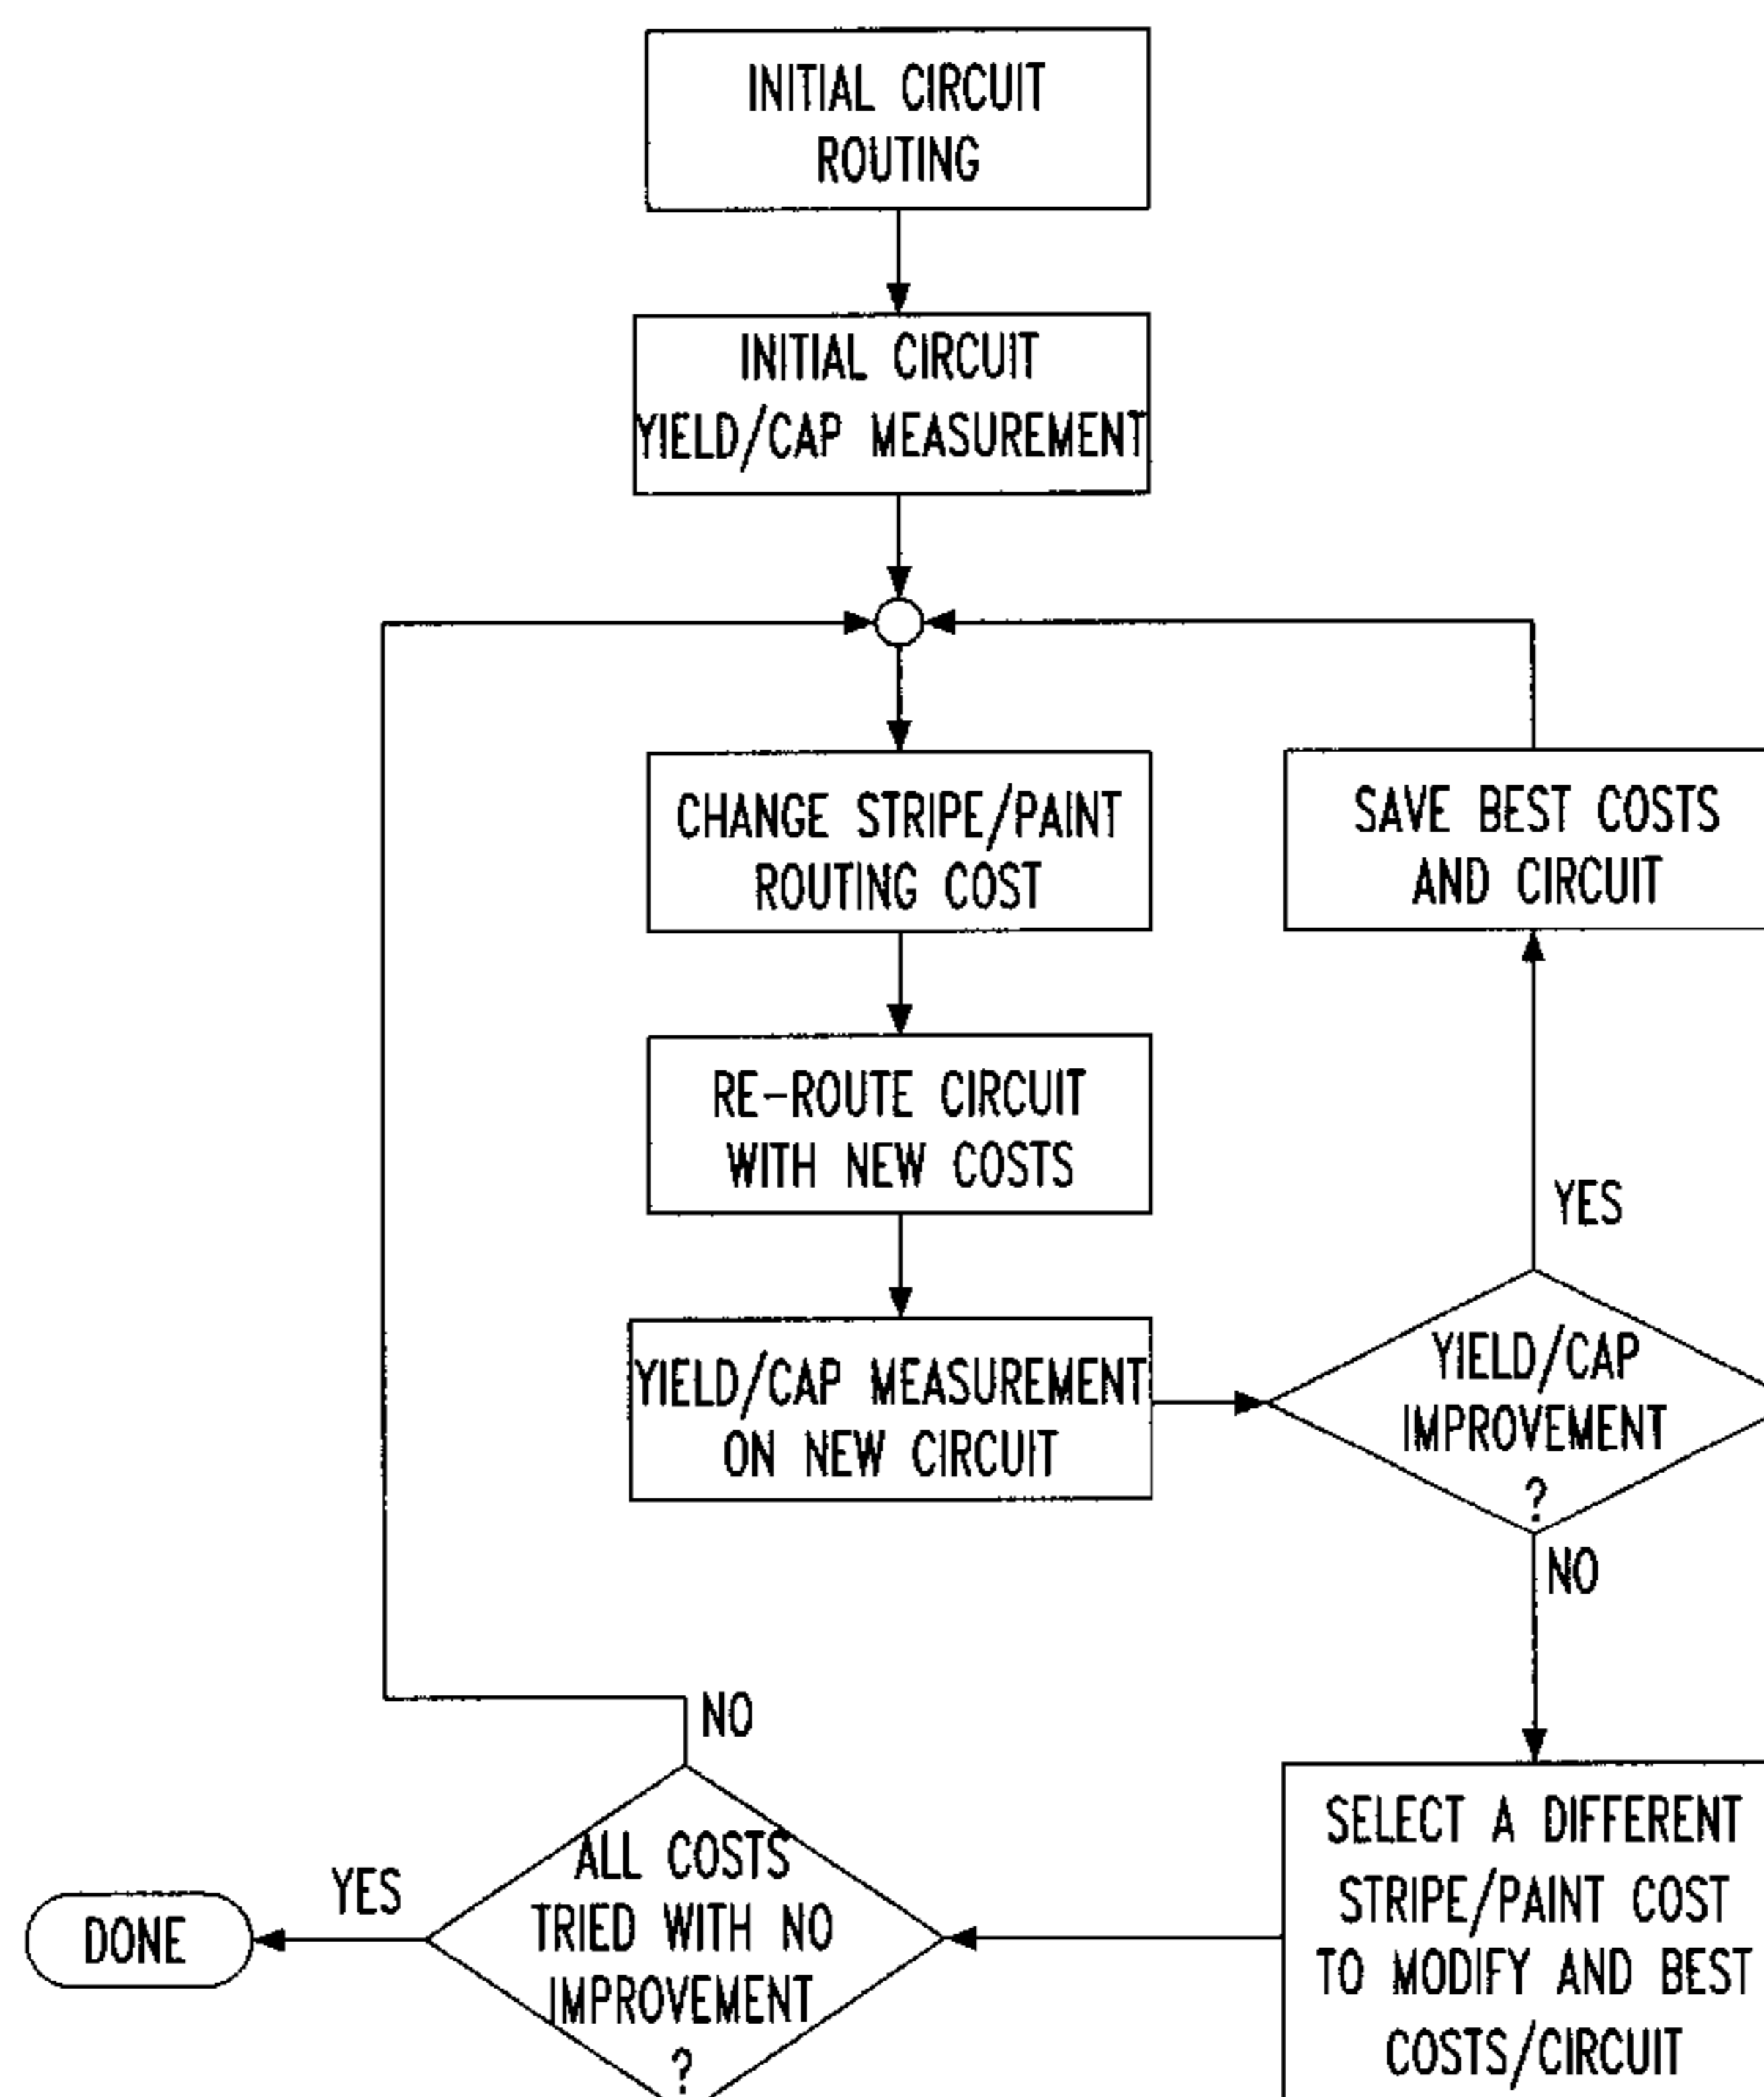 INITIAL CIRCUIT
ROUTING
INITIAL CIRCUIT
YIELD/CAP MEASUREMENT
CHANGE STRIPE/PAINT
ROUTING COST
SAVE BEST COSTS
AND CIRCUIT
RE-ROUTE CIRCUIT
WITH NEW COSTS
YES
YIELD/CAP MEASUREMENT
ON NEW CIRCUIT
YIELD/CAP
IMPROVEMENT
?
NO
NO
SELECT A DIFFERENT
STRIPE/PAINT COST
TO MODIFY AND BEST
COSTS/CIRCUIT
ALL COSTS
TRIED WITH NO
IMPROVEMENT
?
YES
DONE